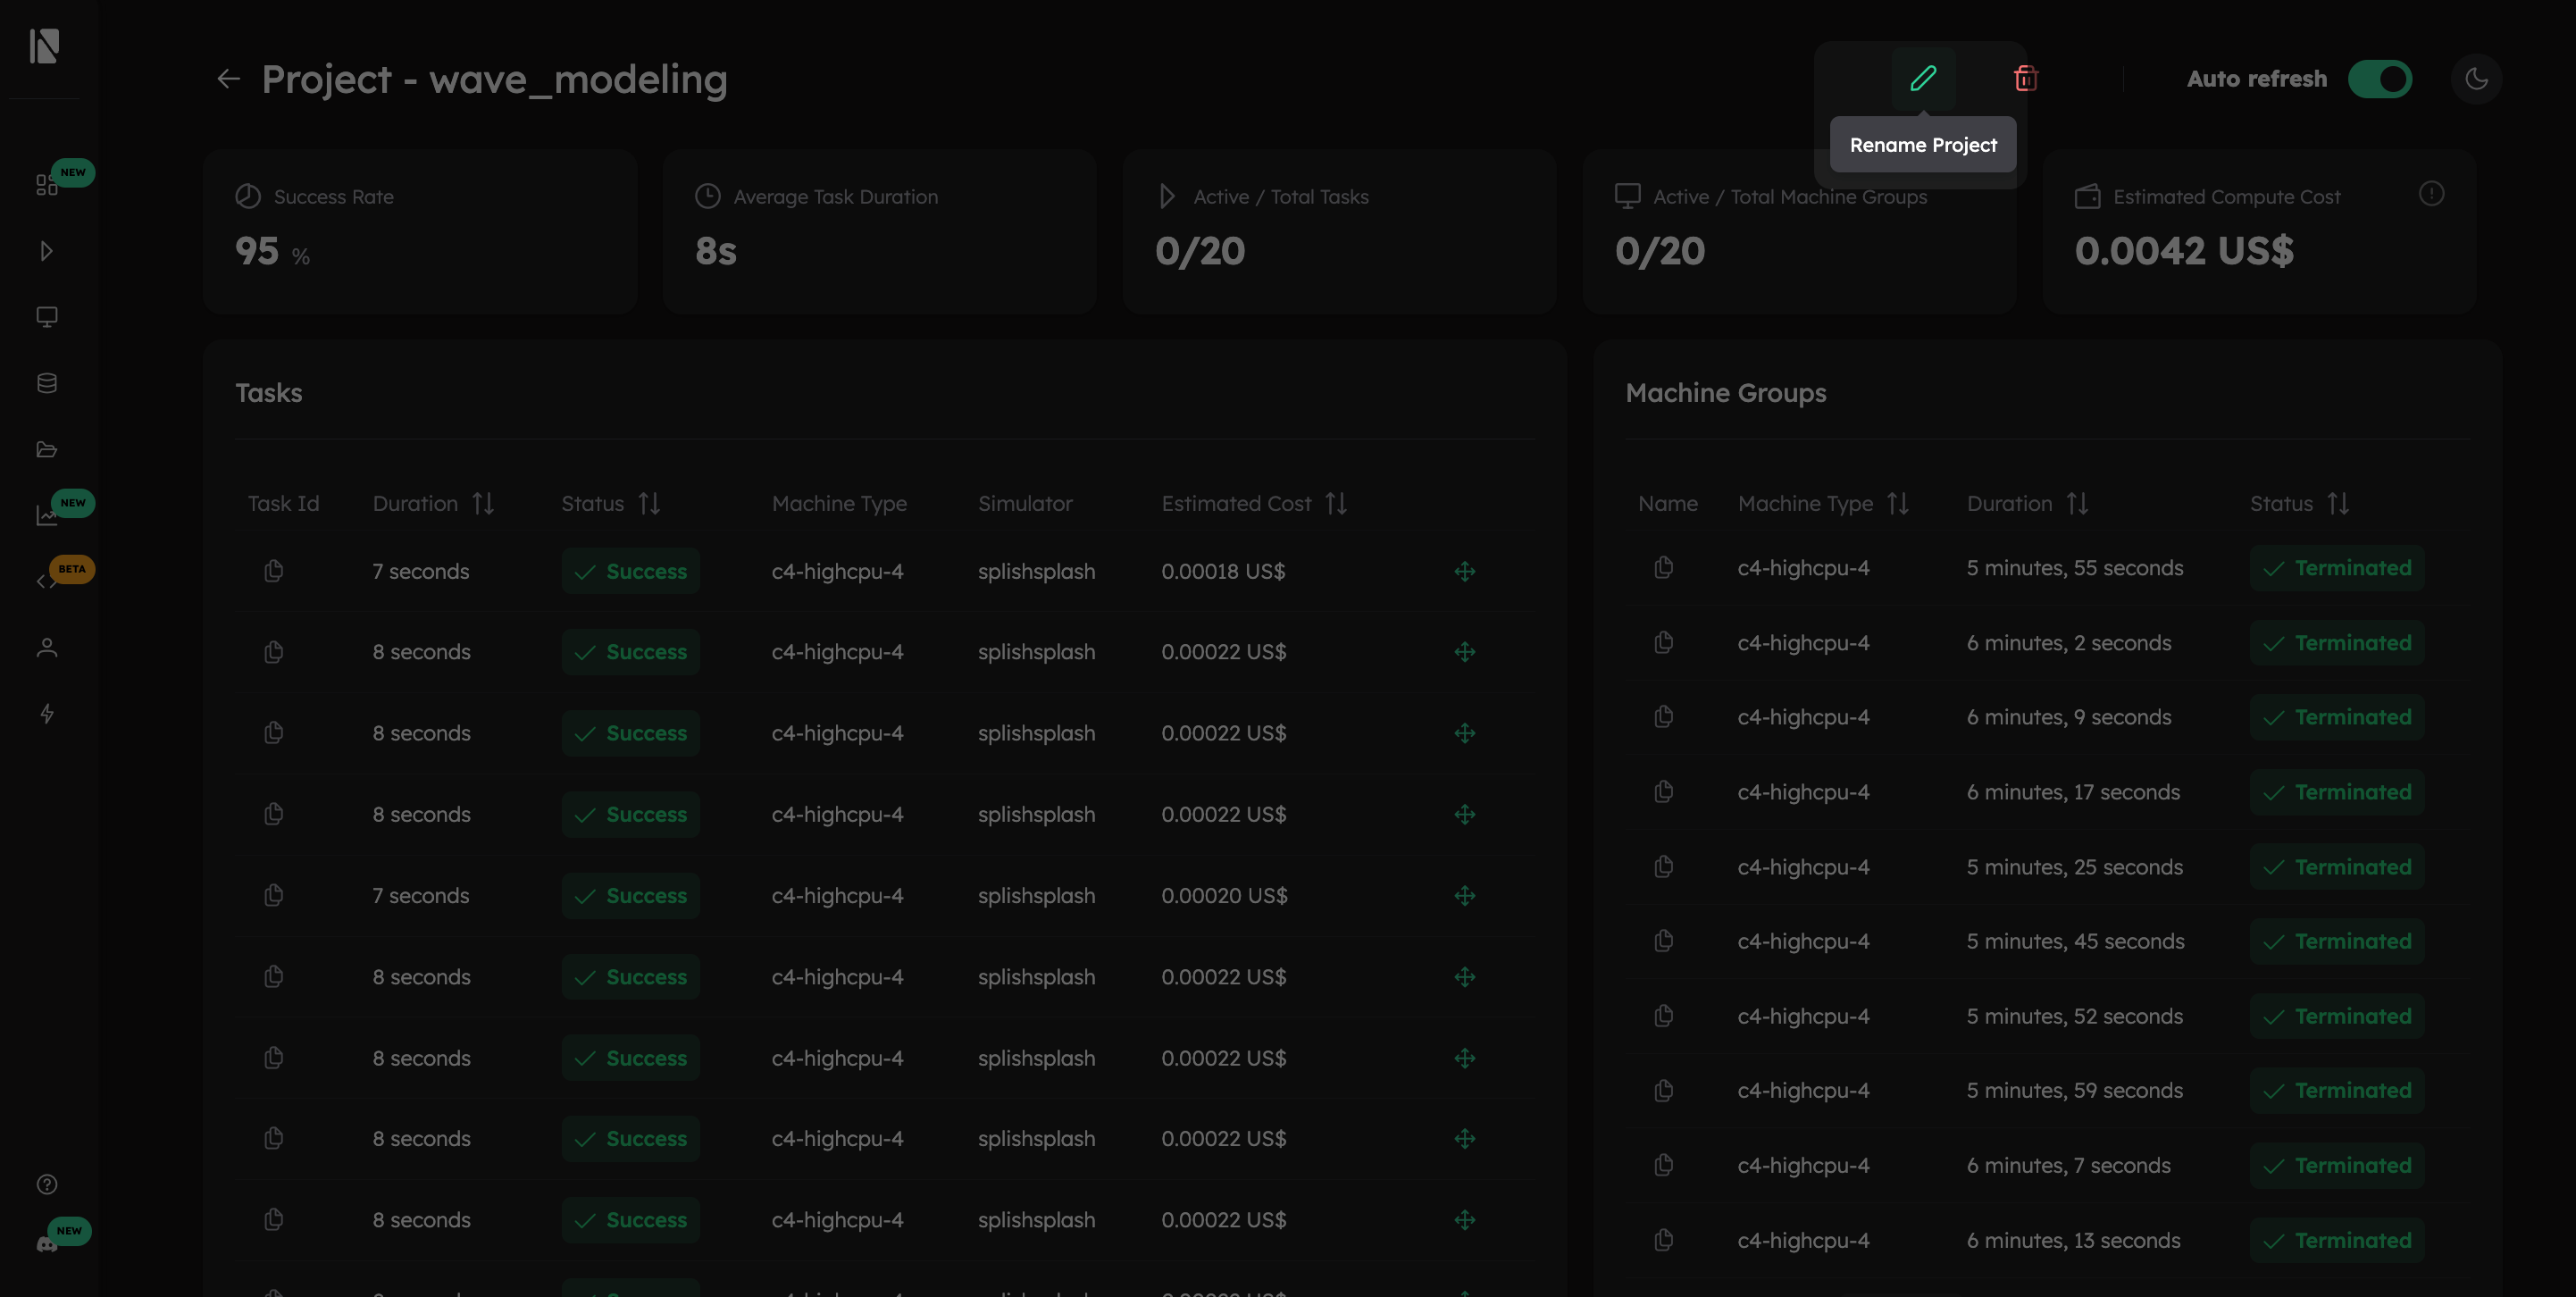 Project - wave_modeling
Rename Project
Auto refresh
NEW
NEW
BETA
NEW
Success Rate
95 %
Average Task Duration
8s
Active / Total Tasks
0/20
Active / Total Machine Groups
0/20
Estimated Compute Cost
0.0042 US$
Tasks
Task Id Duration Status Machine Type Simulator Estimated Cost
7 seconds Success c4-highcpu-4 splishsplash 0.00018 US$
8 seconds Success c4-highcpu-4 splishsplash 0.00022 US$
8 seconds Success c4-highcpu-4 splishsplash 0.00022 US$
8 seconds Success c4-highcpu-4 splishsplash 0.00022 US$
7 seconds Success c4-highcpu-4 splishsplash 0.00020 US$
8 seconds Success c4-highcpu-4 splishsplash 0.00022 US$
8 seconds Success c4-highcpu-4 splishsplash 0.00022 US$
8 seconds Success c4-highcpu-4 splishsplash 0.00022 US$
8 seconds Success c4-highcpu-4 splishsplash 0.00022 US$
Machine Groups
Name Machine Type Duration Status
c4-highcpu-4 5 minutes, 55 seconds Terminated
c4-highcpu-4 6 minutes, 2 seconds Terminated
c4-highcpu-4 6 minutes, 9 seconds Terminated
c4-highcpu-4 6 minutes, 17 seconds Terminated
c4-highcpu-4 5 minutes, 25 seconds Terminated
c4-highcpu-4 5 minutes, 45 seconds Terminated
c4-highcpu-4 5 minutes, 52 seconds Terminated
c4-highcpu-4 5 minutes, 59 seconds Terminated
c4-highcpu-4 6 minutes, 7 seconds Terminated
c4-highcpu-4 6 minutes, 13 seconds Terminated